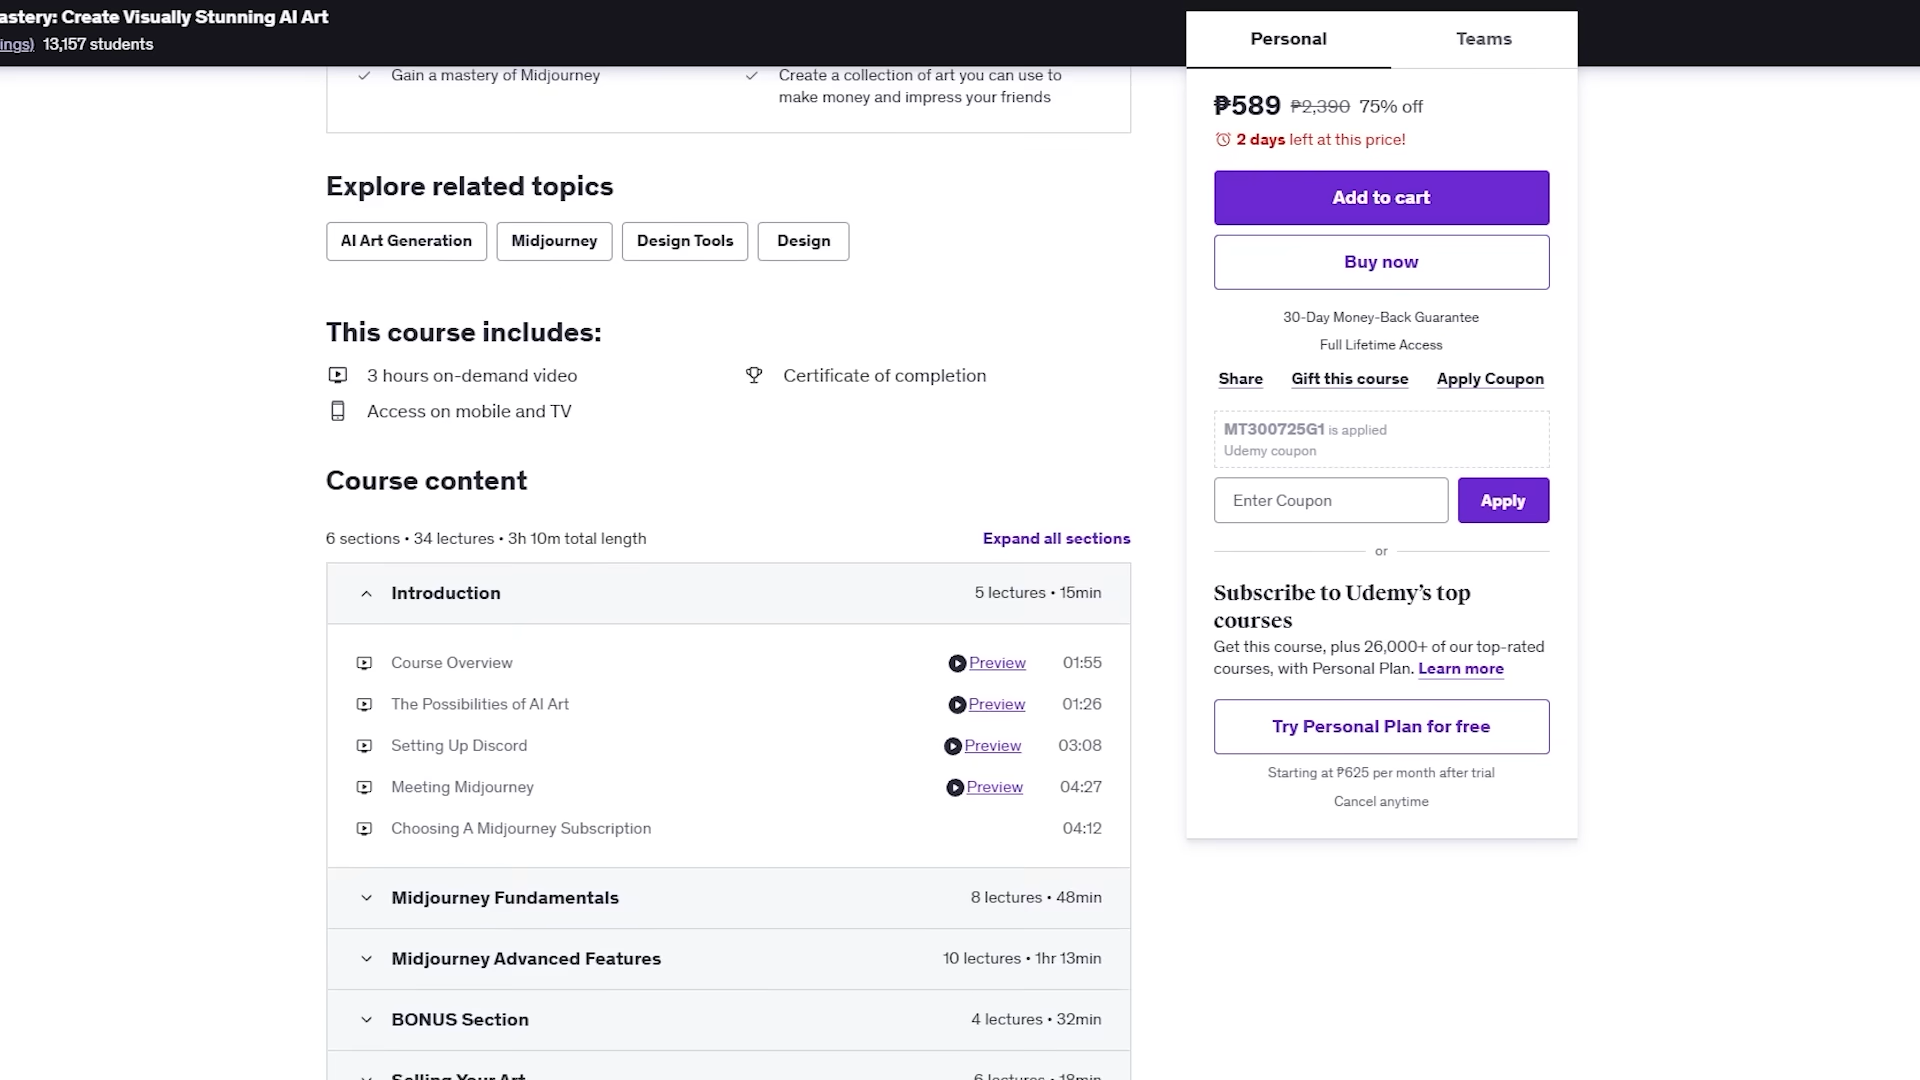 astery: Create Visually Stunning AI Art
ings) 13,157 students
Gain a mastery of Midjourney
Create a collection of art you can use to
make money and impress your friends
Explore related topics
AI Art Generation
Midjourney
Design Tools
Design
This course includes:
3 hours on-demand video
Certificate of completion
Access on mobile and TV
Course content
6 sections • 34 lectures • 3h 10m total length
Expand all sections
Introduction
5 lectures • 15min
Course Overview
Preview
01:55
The Possibilities of AI Art
Preview
01:26
Setting Up Discord
Preview
03:08
Meeting Midjourney
Preview
04:27
Choosing A Midjourney Subscription
04:12
Midjourney Fundamentals
8 lectures • 48min
Midjourney Advanced Features
10 lectures • 1hr 13min
BONUS Section
4 lectures • 32min
Selling Your Art
6 lectures • 18min
Personal
Teams
₱589 ₱2,390 75% off
2 days left at this price!
Add to cart
Buy now
30-Day Money-Back Guarantee
Full Lifetime Access
Share
Gift this course
Apply Coupon
MT300725G1 is applied
Udemy coupon
Enter Coupon
Apply
or
Subscribe to Udemy’s top
courses
Get this course, plus 26,000+ of our top-rated
courses, with Personal Plan. Learn more
Try Personal Plan for free
Starting at ₱625 per month after trial
Cancel anytime